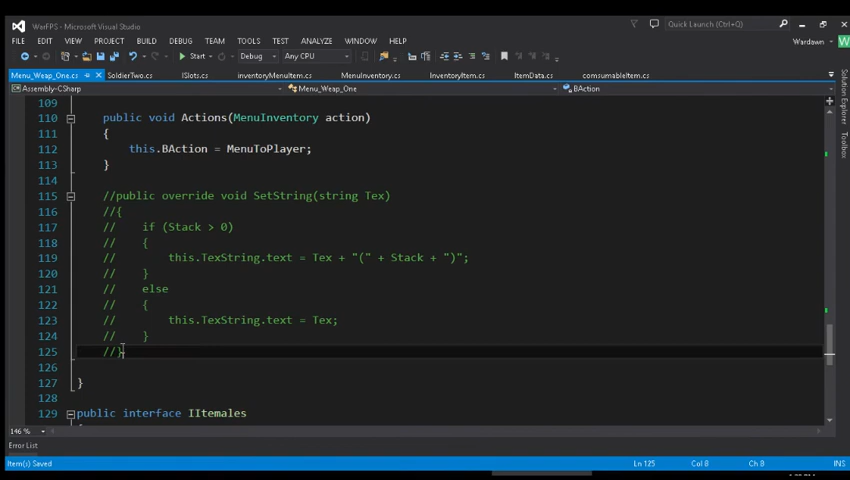 WarFPS - Microsoft Visual Studio
Quick Launch (Ctrl+Q)
FILE EDIT VIEW PROJECT BUILD DEBUG TEAM TOOLS TEST ANALYZE WINDOW HELP
Wardawn
W
Start Debug Any CPU
Menu_Weap_One.cs SoldierTwo.cs ISlots.cs inventoryMenuItem.cs MenuInventory.cs InventoryItem.cs ItemData.cs comsumableItem.cs
Assembly-CSharp Menu_Weap_One BAction
Solution Explorer
Toolbox
109
110 public void Actions(MenuInventory action)
111 {
112 this.BAction = MenuToPlayer;
113 }
114
115 //public override void SetString(string Tex)
116 //{
117 // if (Stack > 0)
118 // {
119 // this.TexString.text = Tex + "(" + Stack + ")";
120 // }
121 // else
122 // {
123 // this.TexString.text = Tex;
124 // }
125 //}
126
127 }
128
129 public interface IItemales
146 %
Error List
Item(s) Saved Ln 125 Col 8 Ch 8 INS